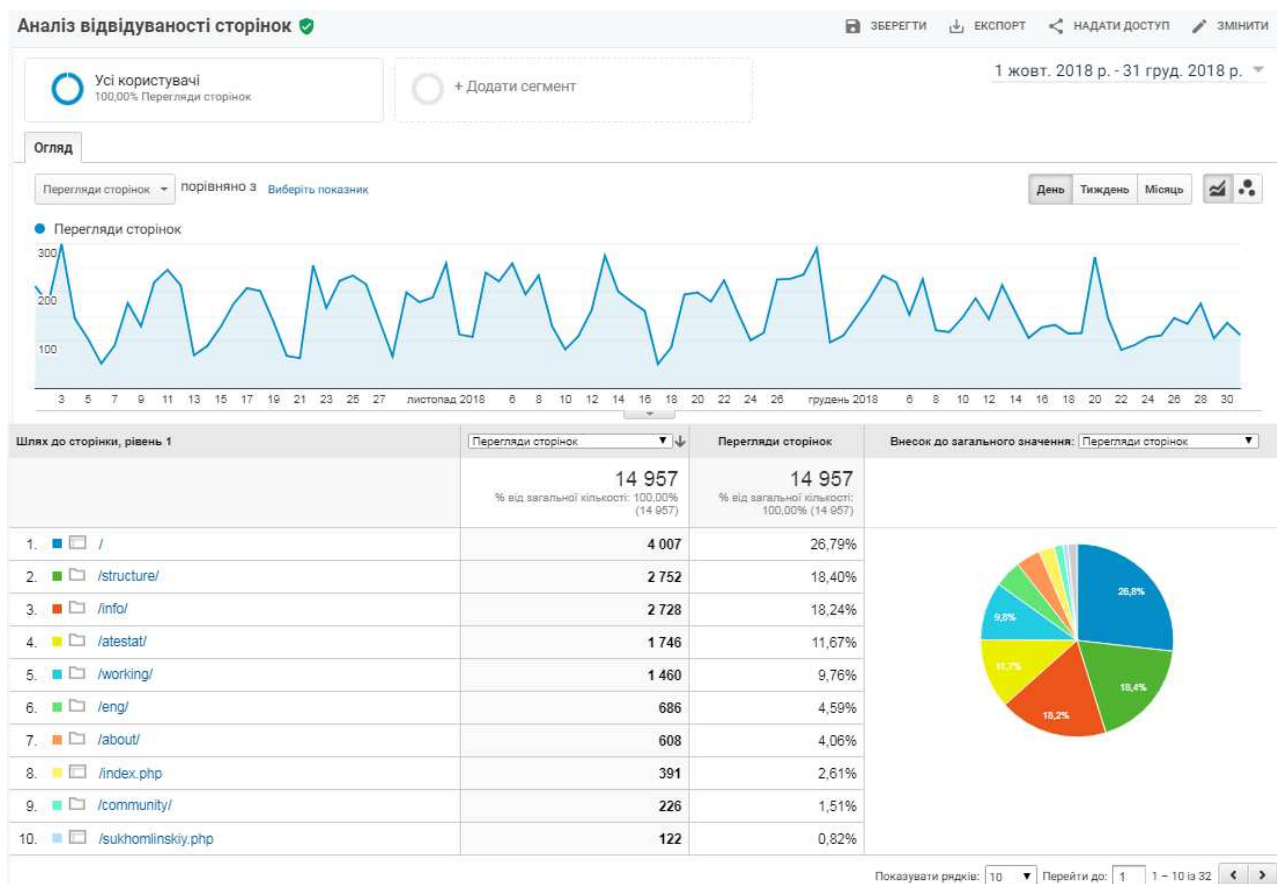 Аналіз відвідуваності сторінок
ЗБЕРЕГТИ ЕКСПОРТ НАДАТИ ДОСТУП ЗМІНИТИ
Усі користувачі
100,00% Перегляди сторінок
+ Додати сегмент
1 жовт. 2018 р. - 31 груд. 2018 р.
Огляд
Перегляди сторінок порівняно з Виберіть показник
День Тиждень Місяць
Перегляди сторінок
300
200
100
3 5 7 9 11 13 15 17 19 21 23 25 27 листопад 2018 6 8 10 12 14 16 18 20 22 24 26 грудень 2018 6 8 10 12 14 16 18 20 22 24 26 28 30
Шлях до сторінки, рівень 1 Перегляди сторінок Перегляди сторінок Внесок до загального значення: Перегляди сторінок
14 957 14 957
% від загальної кількості: 100,00% (14 957) % від загальної кількості: 100,00% (14 957)
1. / 4 007 26,79%
2. /structure/ 2 752 18,40%
3. /info/ 2 728 18,24%
4. /atestat/ 1 746 11,67%
5. /working/ 1 460 9,76%
6. /eng/ 686 4,59%
7. /about/ 608 4,06%
8. /index.php 391 2,61%
9. /community/ 226 1,51%
10. /sukhomlinskiy.php 122 0,82%
26,8%
9,8%
11,7%
18,4%
18,2%
Показувати рядків: 10 Перейти до: 1 1 – 10 із 32